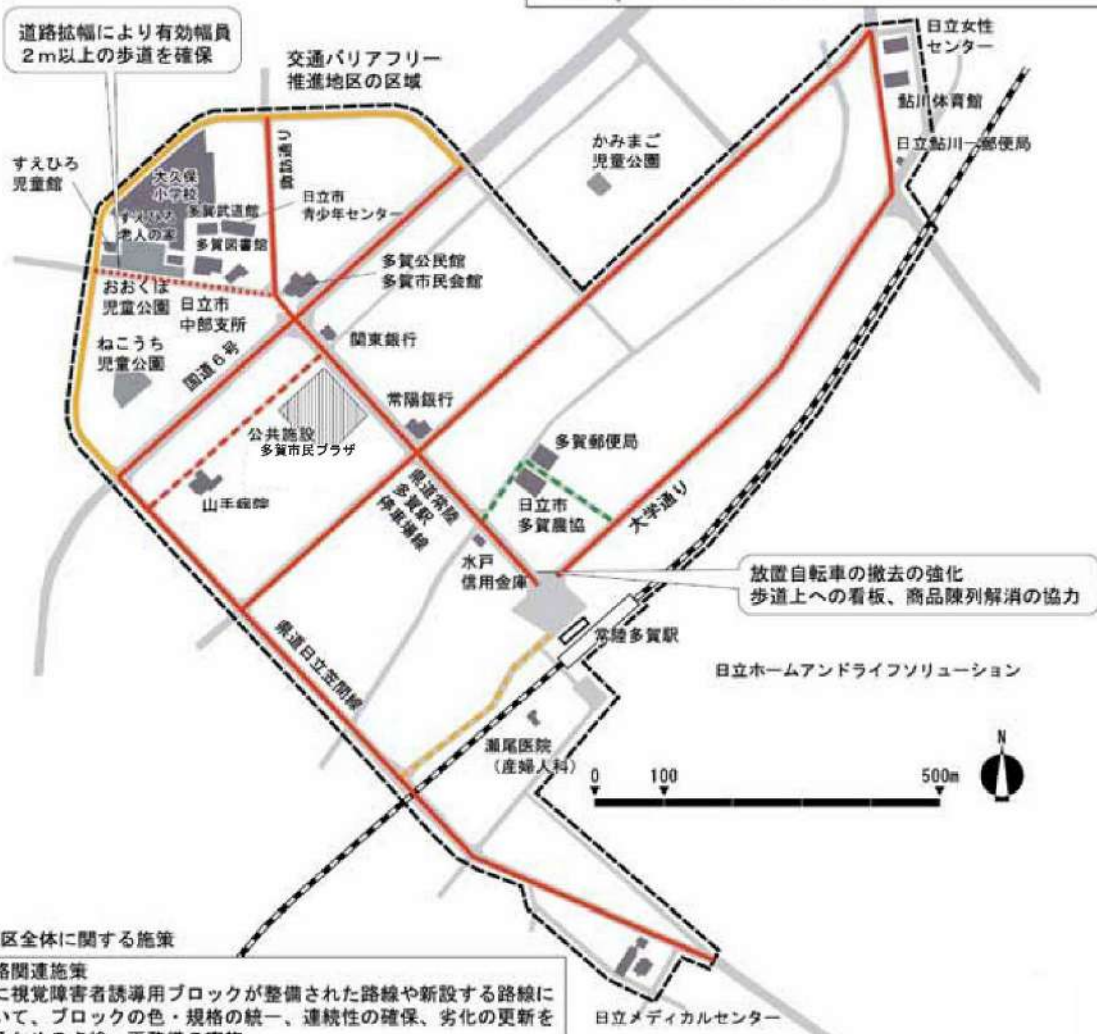 道路拡幅により有効幅員
2m以上の歩道を確保
交通バリアフリー
推進地区の区域
日立女性
センター
鮎川体育館
日立鮎川一郵便局
かみまご
児童公園
すえひろ
児童館
大久保
小学校
諏訪通り
多賀武道館
日立市
青少年センター
すえひろ
老人の家
多賀図書館
多賀公民館
多賀市民会館
おおくぼ
児童公園
日立市
中部支所
関東銀行
ねこうち
児童公園
国道6号
常陽銀行
公共施設
多賀市民プラザ
多賀郵便局
山手病院
県道常陸
多賀駅
停車場線
日立市
多賀農協
大学通り
水戸
信用金庫
放置自転車の撤去の強化
歩道上への看板、商品陳列解消の協力
常陸多賀駅
県道日立笠間線
日立ホームアンドライフソリューション
瀬尾医院
(産婦人科)
N
0 100 500m
区全体に関する施策
路関連施策
に視覚障害者誘導用ブロックが整備された路線や新設する路線に
いて、ブロックの色・規格の統一、連続性の確保、劣化の更新を
日立メディカルセンター